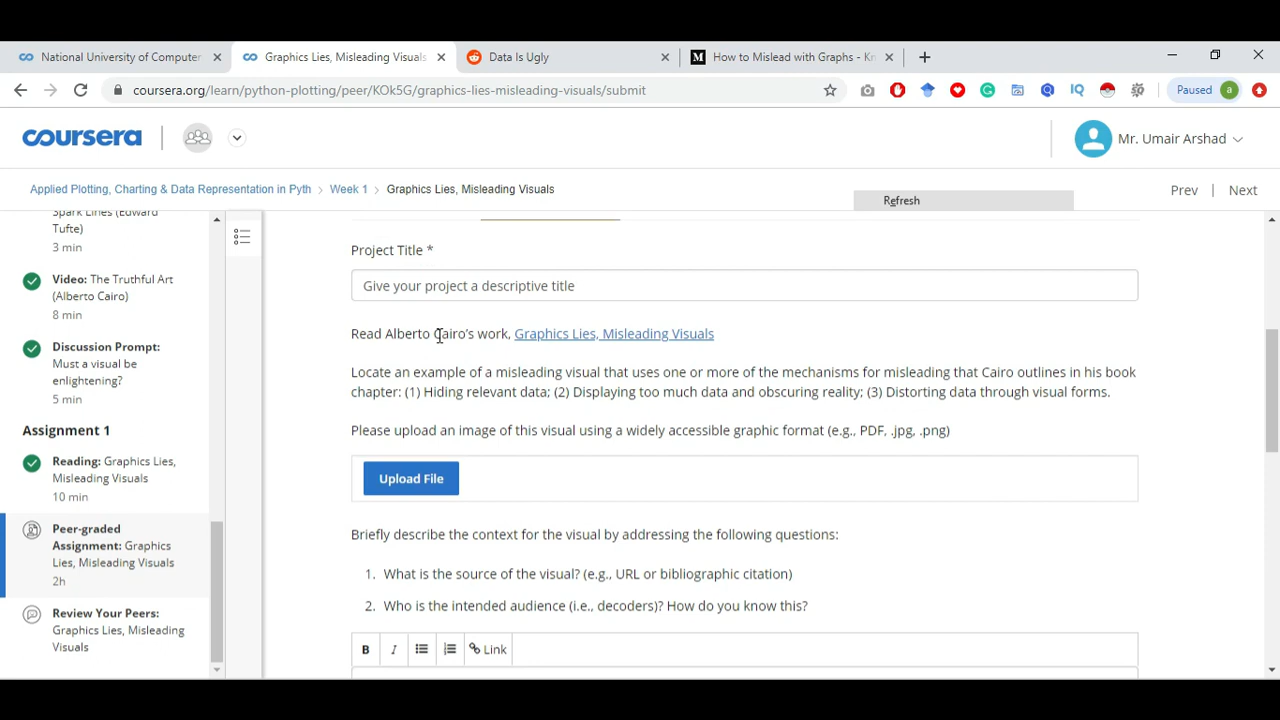 National University of Computer
Graphics Lies, Misleading Visuals
Data Is Ugly
M How to Mislead with Graphs - Kn
coursera.org/learn/python-plotting/peer/KOk5G/graphics-lies-misleading-visuals/submit
IQ
Paused a
coursera
Mr. Umair Arshad
Applied Plotting, Charting & Data Representation in Pyth > Week 1 > Graphics Lies, Misleading Visuals
Prev | Next
Refresh
Spark Lines (Edward
Tufte)
3 min
Video: The Truthful Art
(Alberto Cairo)
8 min
Discussion Prompt:
Must a visual be
enlightening?
5 min
Assignment 1
Reading: Graphics Lies,
Misleading Visuals
10 min
Peer-graded
Assignment: Graphics
Lies, Misleading Visuals
2h
Review Your Peers:
Graphics Lies, Misleading
Visuals
Project Title *
Give your project a descriptive title
Read Alberto Cairo’s work, Graphics Lies, Misleading Visuals
Locate an example of a misleading visual that uses one or more of the mechanisms for misleading that Cairo outlines in his book
chapter: (1) Hiding relevant data; (2) Displaying too much data and obscuring reality; (3) Distorting data through visual forms.
Please upload an image of this visual using a widely accessible graphic format (e.g., PDF, .jpg, .png)
Upload File
Briefly describe the context for the visual by addressing the following questions:
1. What is the source of the visual? (e.g., URL or bibliographic citation)
2. Who is the intended audience (i.e., decoders)? How do you know this?
B I Link